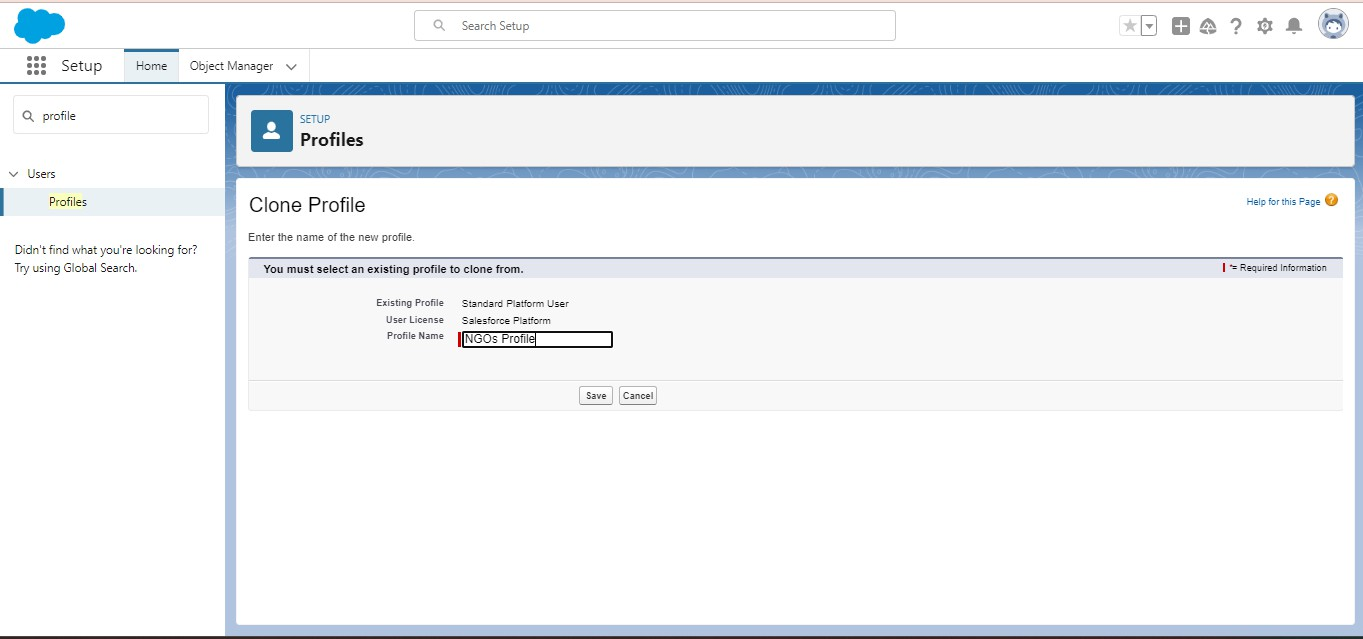 Search Setup
Setup
Home
Object Manager
profile
Users
Profiles
Didn't find what you're looking for?
Try using Global Search.
SETUP
Profiles
Clone Profile
Help for this Page ?
Enter the name of the new profile.
You must select an existing profile to clone from.
*= Required Information
Existing Profile Standard Platform User
User License Salesforce Platform
Profile Name NGOs Profile
Save Cancel